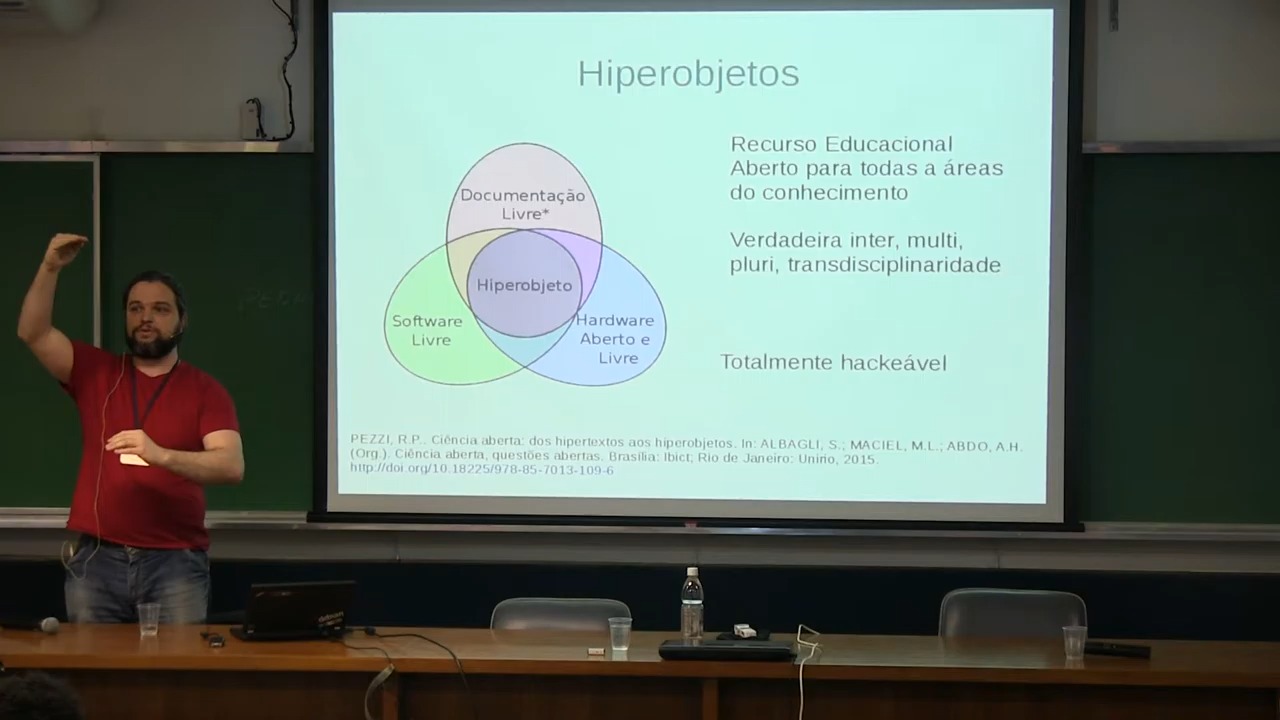 Hiperobjetos
Documentação
Livre*
Hiperobjeto
Software
Livre
Hardware
Aberto e
Livre
Recurso Educacional
Aberto para todas a áreas
do conhecimento
Verdadeira inter, multi,
pluri, transdisciplinaridade
Totalmente hackeável
PEZZI, R.P.. Ciência aberta: dos hipertextos aos hiperobjetos. In: ALBAGLI, S.; MACIEL, M.L.; ABDO, A.H.
(Org.). Ciência aberta, questões abertas. Brasília: Ibict; Rio de Janeiro: Unirio, 2015.
http://doi.org/10.18225/978-85-7013-109-6